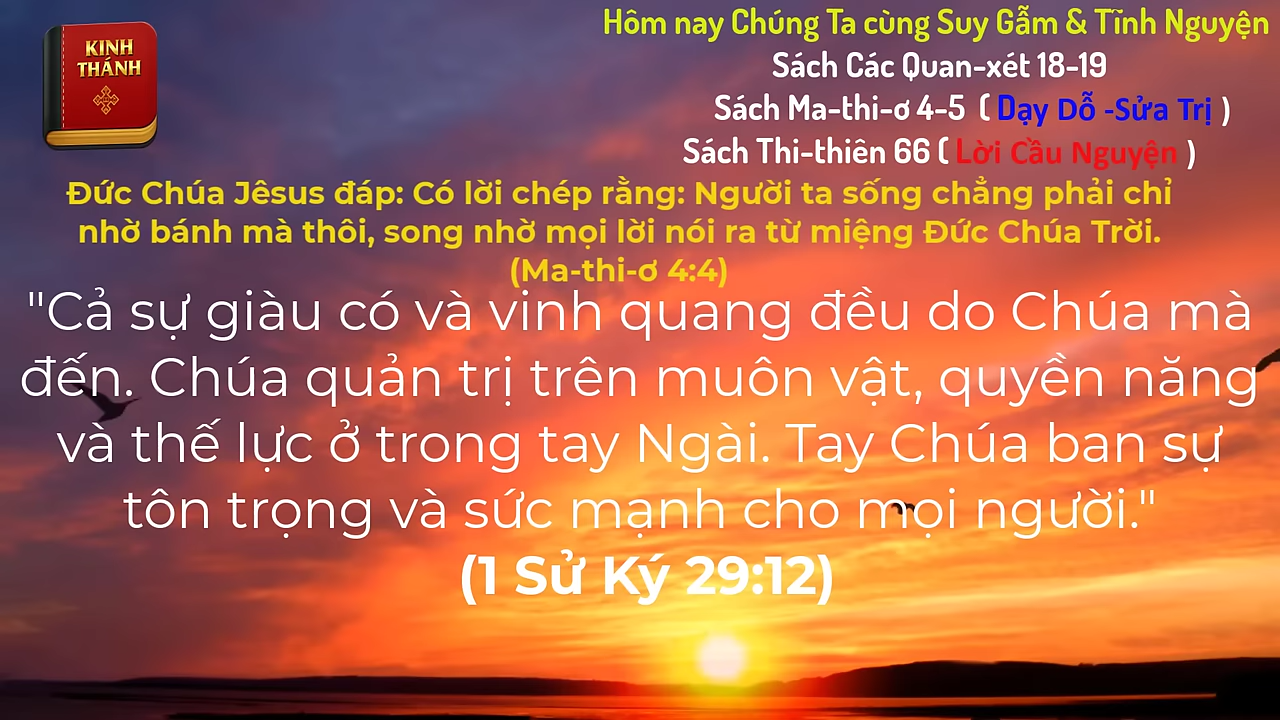 KINH
THÁNH
Hôm nay Chúng Ta cùng Suy Gẫm & Tĩnh Nguyện
Sách Các Quan-xét 18-19
Sách Ma-thi-ơ 4-5 ( Dạy Dỗ -Sửa Trị )
Sách Thi-thiên 66 ( Lời Cầu Nguyện )
Đức Chúa Jêsus đáp: Có lời chép rằng: Người ta sống chẳng phải chỉ
nhờ bánh mà thôi, song nhờ mọi lời nói ra từ miệng Đức Chúa Trời.
(Ma-thi-ơ 4:4)
"Cả sự giàu có và vinh quang đều do Chúa mà
đến. Chúa quản trị trên muôn vật, quyền năng
và thế lực ở trong tay Ngài. Tay Chúa ban sự
tôn trọng và sức mạnh cho mọi người."
(1 Sử Ký 29:12)